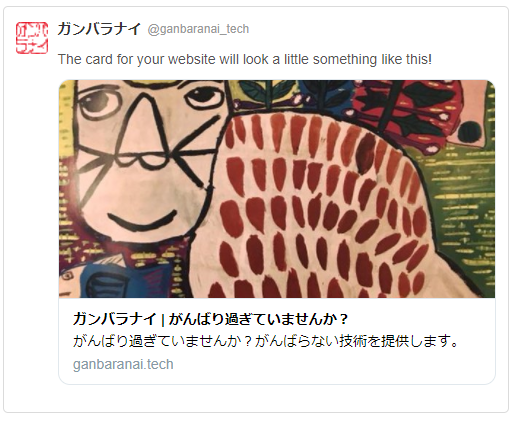 ガンバラナイ @ganbaranai_tech
The card for your website will look a little something like this!
ガンバラナイ | がんばり過ぎていませんか？
がんばり過ぎていませんか？がんばらない技術を提供します。
ganbaranai.tech